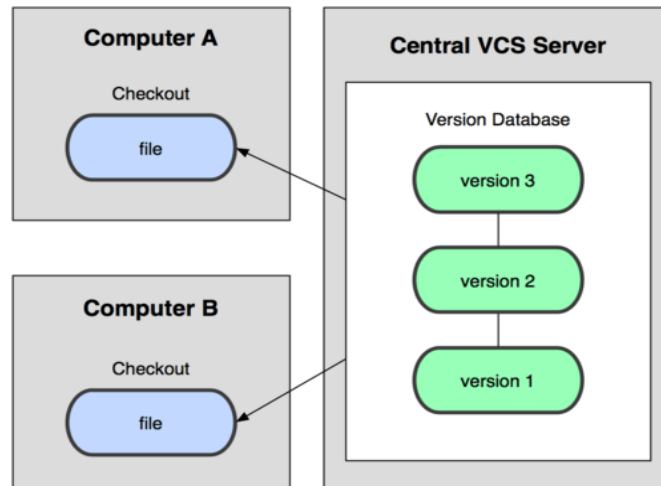 Computer A
Checkout
file
Computer B
Checkout
file
Central VCS Server
Version Database
version 3
version 2
version 1